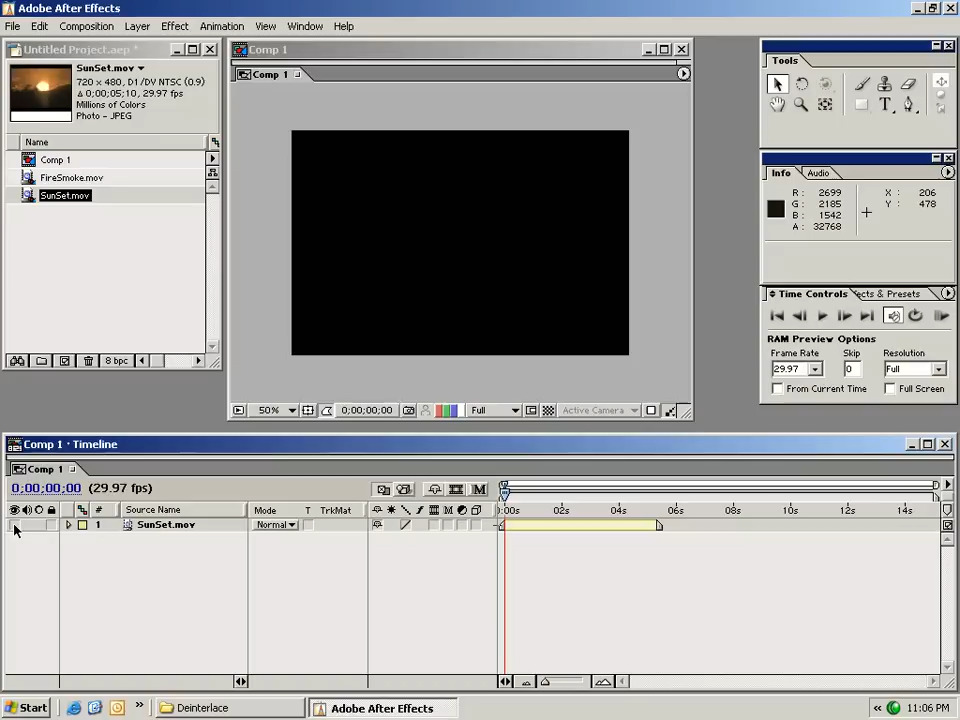 Adobe After Effects
File Edit Composition Layer Effect Animation View Window Help
Untitled Project.aep *
SunSet.mov
720 x 480, D1/DV NTSC (0.9)
Δ 0;00;05;10, 29.97 fps
Millions of Colors
Photo - JPEG
Name
Comp 1
FireSmoke.mov
SunSet.mov
8 bpc
Comp 1
Comp 1
50% 0;00;00;00 Full Active Camera
Tools
T
Info Audio
R: 2699 X: 206
G: 2185 Y: 478
B: 1542
A: 32768
Time Controls ects & Presets
RAM Preview Options
Frame Rate Skip Resolution
29.97 0 Full
From Current Time Full Screen
Comp 1 · Timeline
Comp 1
0;00;00;00 (29.97 fps)
M
# Source Name Mode T TrkMat :00s 02s 04s 06s 08s 10s 12s 14s
1 SunSet.mov Normal
Start » Deinterlace Adobe After Effects « 11:06 PM